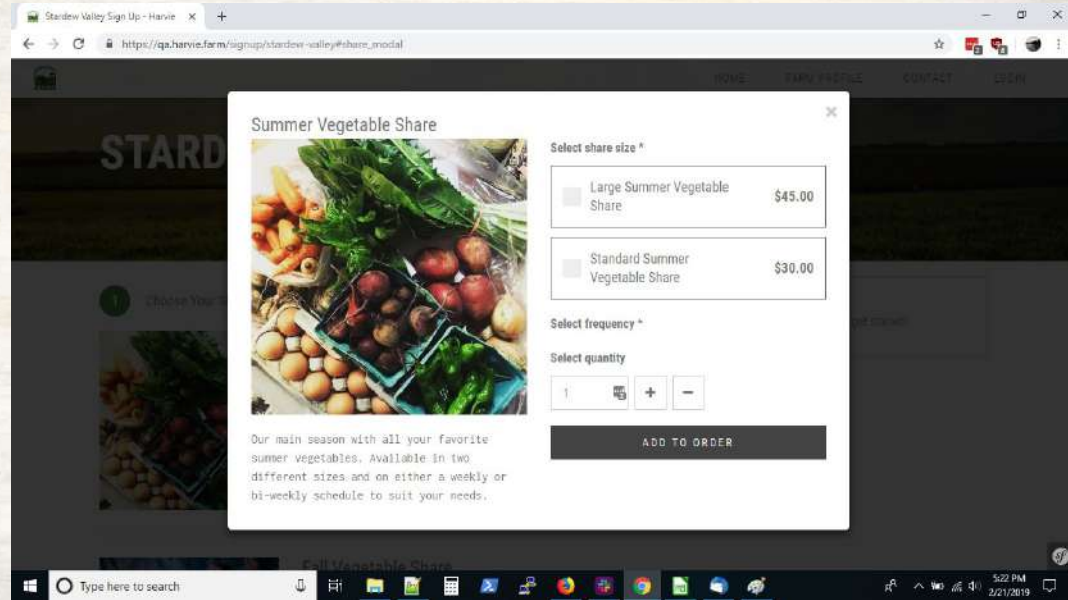 Stardew Valley Sign Up - Harvie
https://qa.harvie.farm/signup/stardew-valley#share_modal
HOME FARM PROFILE CONTACT LOGIN
STARD
Summer Vegetable Share
Select share size *
Large Summer Vegetable
Share
$45.00
Standard Summer
Vegetable Share
$30.00
Select frequency *
Select quantity
1
ADD TO ORDER
Our main season with all your favorite
summer vegetables. Available in two
different sizes and on either a weekly or
bi-weekly schedule to suit your needs.
1 Choose Your
get started!
Fall Vegetable Share
Type here to search
5:22 PM
2/21/2019